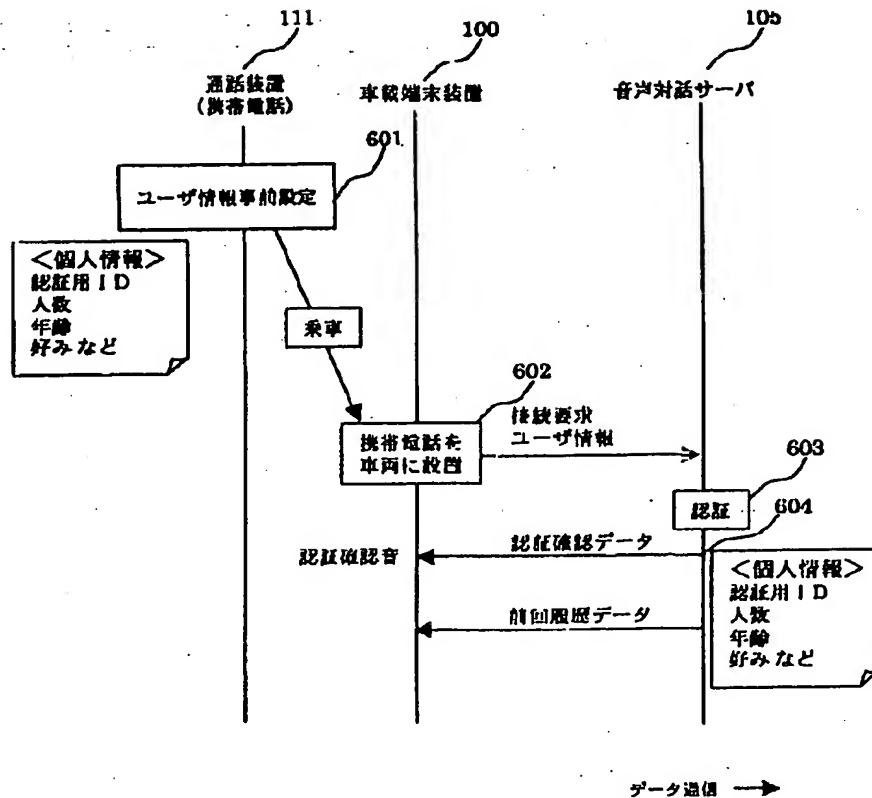 111
100
105
通話装置
(携帯電話)
車載端末装置
音声対話サーバ
601
ユーザ情報事前設定
＜個人情報＞
認証用ID
人数
年齢
好みなど
乗車
602
携帯電話を
車両に設置
接続要求
ユーザ情報
603
認証
604
認証確認音
認証確認データ
前回履歴データ
＜個人情報＞
認証用ID
人数
年齢
好みなど
データ通信